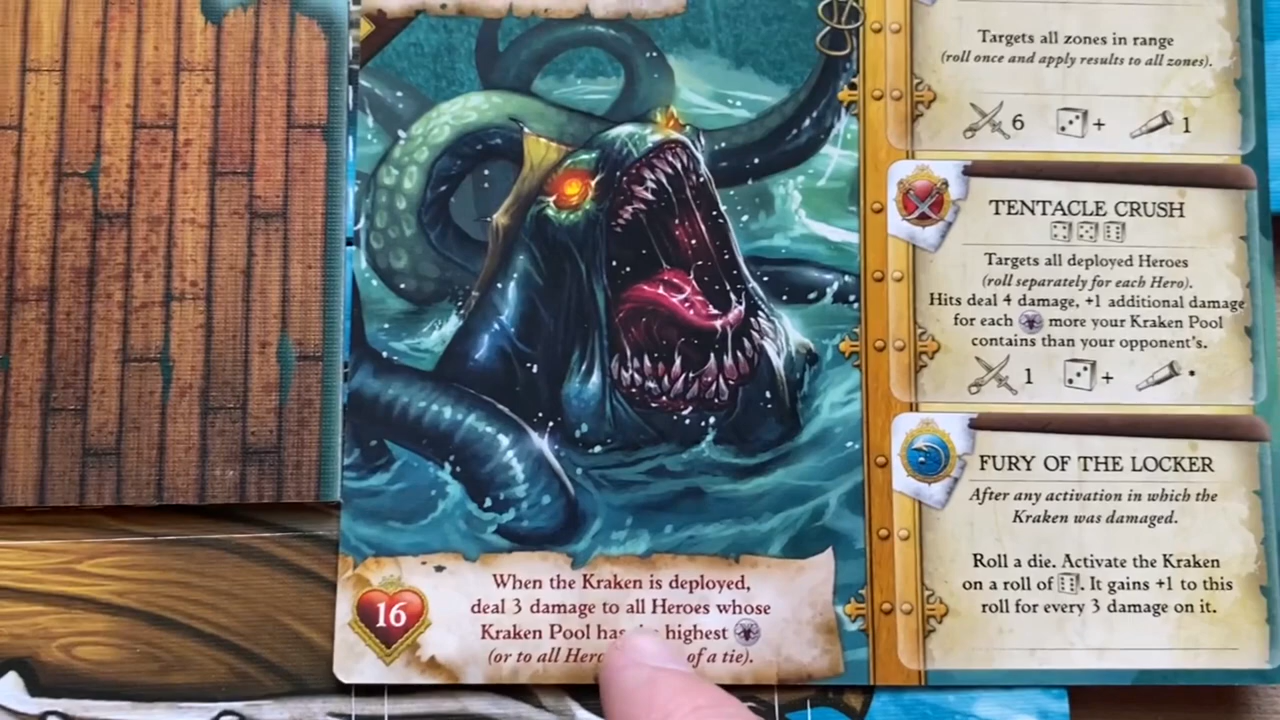 Targets all zones in range
(roll once and apply results to all zones).
6 + 1
TENTACLE CRUSH
Targets all deployed Heroes
(roll separately for each Hero).
Hits deal 4 damage, +1 additional damage
for each more your Kraken Pool
contains than your opponent's.
1 +
FURY OF THE LOCKER
After any activation in which the
Kraken was damaged.
Roll a die. Activate the Kraken
on a roll of . It gains +1 to this
roll for every 3 damage on it.
16
When the Kraken is deployed,
deal 3 damage to all Heroes whose
Kraken Pool has highest
(or to all of a tie).